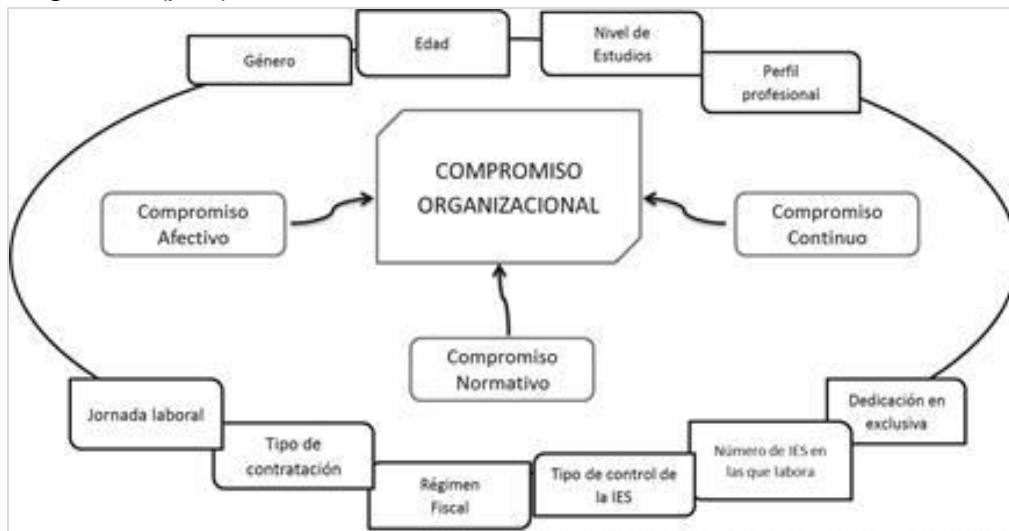 Género
Edad
Nivel de
Estudios
Perfil
profesional
COMPROMISO
ORGANIZACIONAL
Compromiso
Afectivo
Compromiso
Continuo
Compromiso
Normativo
Jornada laboral
Tipo de
contratación
Régimen
Fiscal
Tipo de control de
la IES
Número de IES en
las que labora
Dedicación en
exclusiva